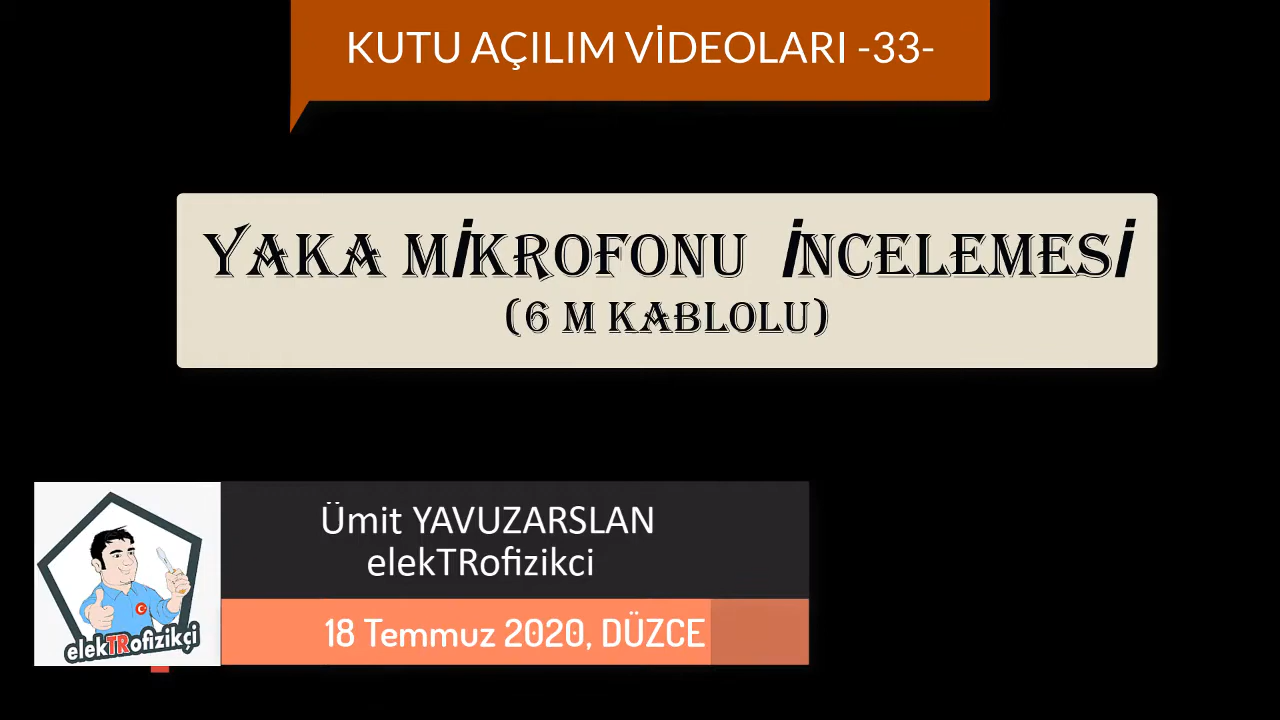 KUTU AÇILIM VİDEOLARI -33-
YAKA MİKROFONU İNCELEMESİ
(6 M KABLOLU)
Ümit YAVUZARSLAN
elekTRofizikci
18 Temmuz 2020, DÜZCE
elekTRofizikçi